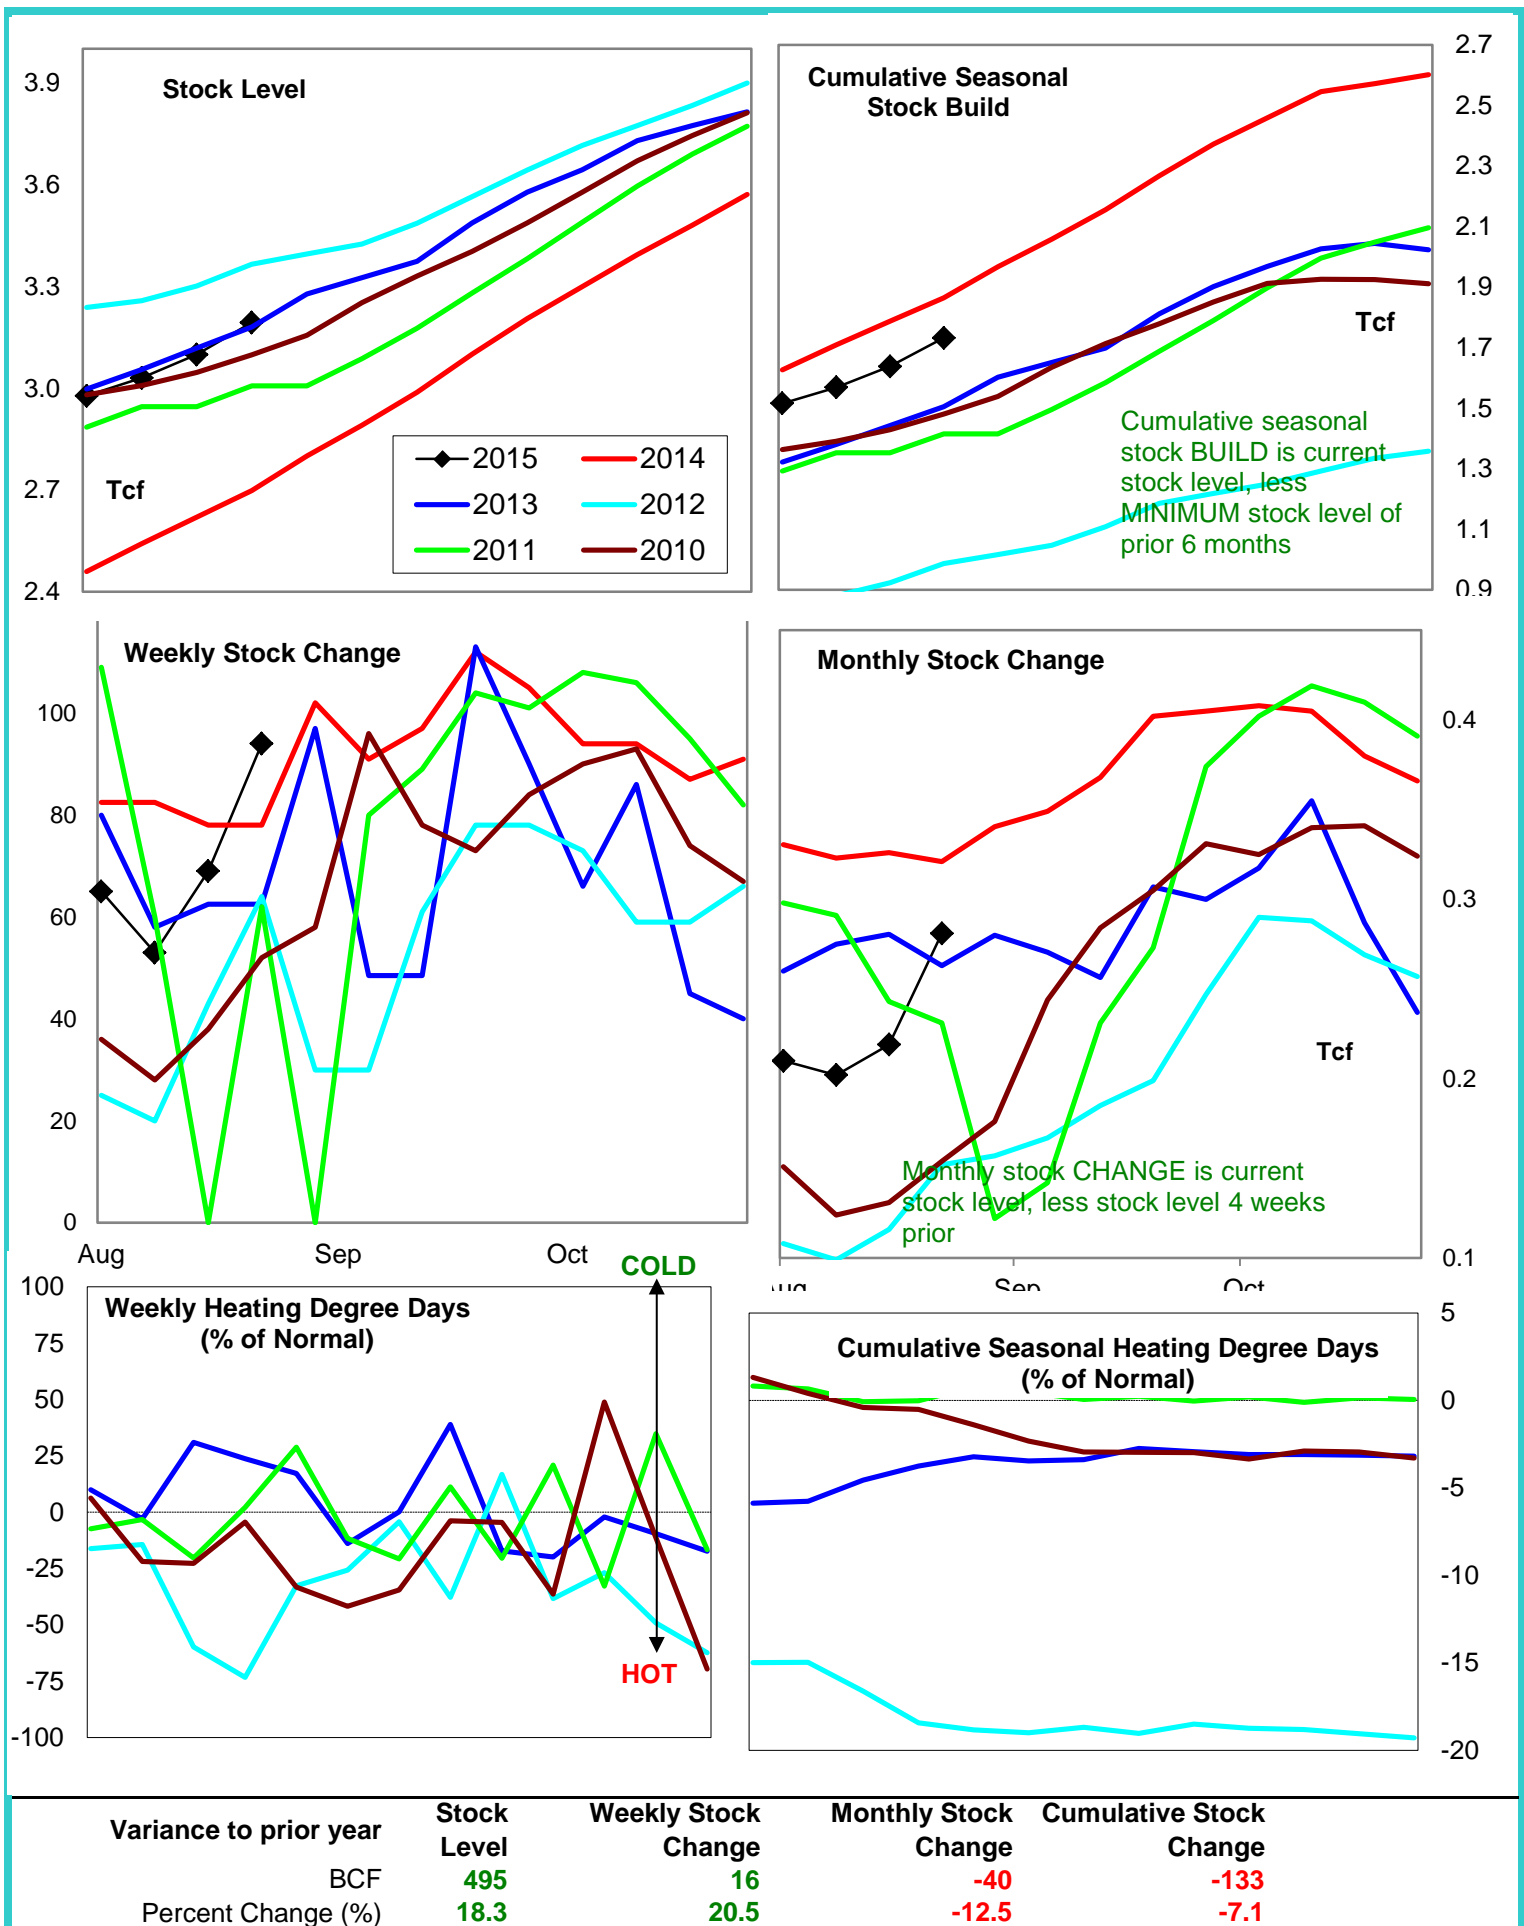 Stock Level
3.9
3.6
3.3
3.0
2.7
2.4
Tcf
2015
2014
2013
2012
2011
2010
Cumulative Seasonal
Stock Build
2.7
2.5
2.3
2.1
1.9
1.7
1.5
1.3
1.1
0.9
Tcf
Cumulative seasonal
stock BUILD is current
stock level, less
MINIMUM stock level of
prior 6 months
Weekly Stock Change
100
80
60
40
20
0
Aug Sep Oct
Monthly Stock Change
0.4
0.3
0.2
0.1
Tcf
Monthly stock CHANGE is current
stock level, less stock level 4 weeks
prior
Aug Sep Oct
COLD
Weekly Heating Degree Days
(% of Normal)
100
75
50
25
0
-25
-50
-75
-100
HOT
Cumulative Seasonal Heating Degree Days
(% of Normal)
5
0
-5
-10
-15
-20
Variance to prior year Stock Level Weekly Stock Change Monthly Stock Change Cumulative Stock Change
BCF 495 16 -40 -133
Percent Change (%) 18.3 20.5 -12.5 -7.1